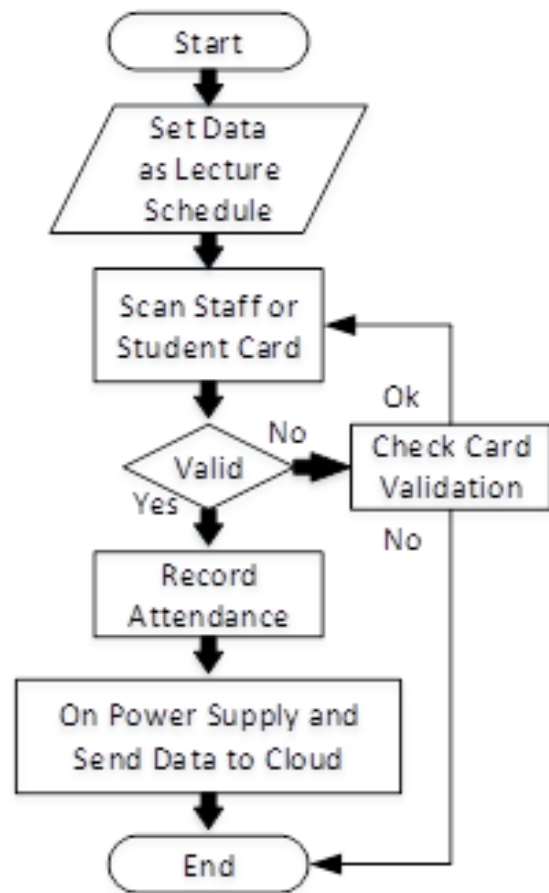 Start
Set Data
as Lecture
Schedule
Scan Staff or
Student Card
Ok
No
Valid
Check Card
Validation
Yes
No
Record
Attendance
On Power Supply and
Send Data to Cloud
End